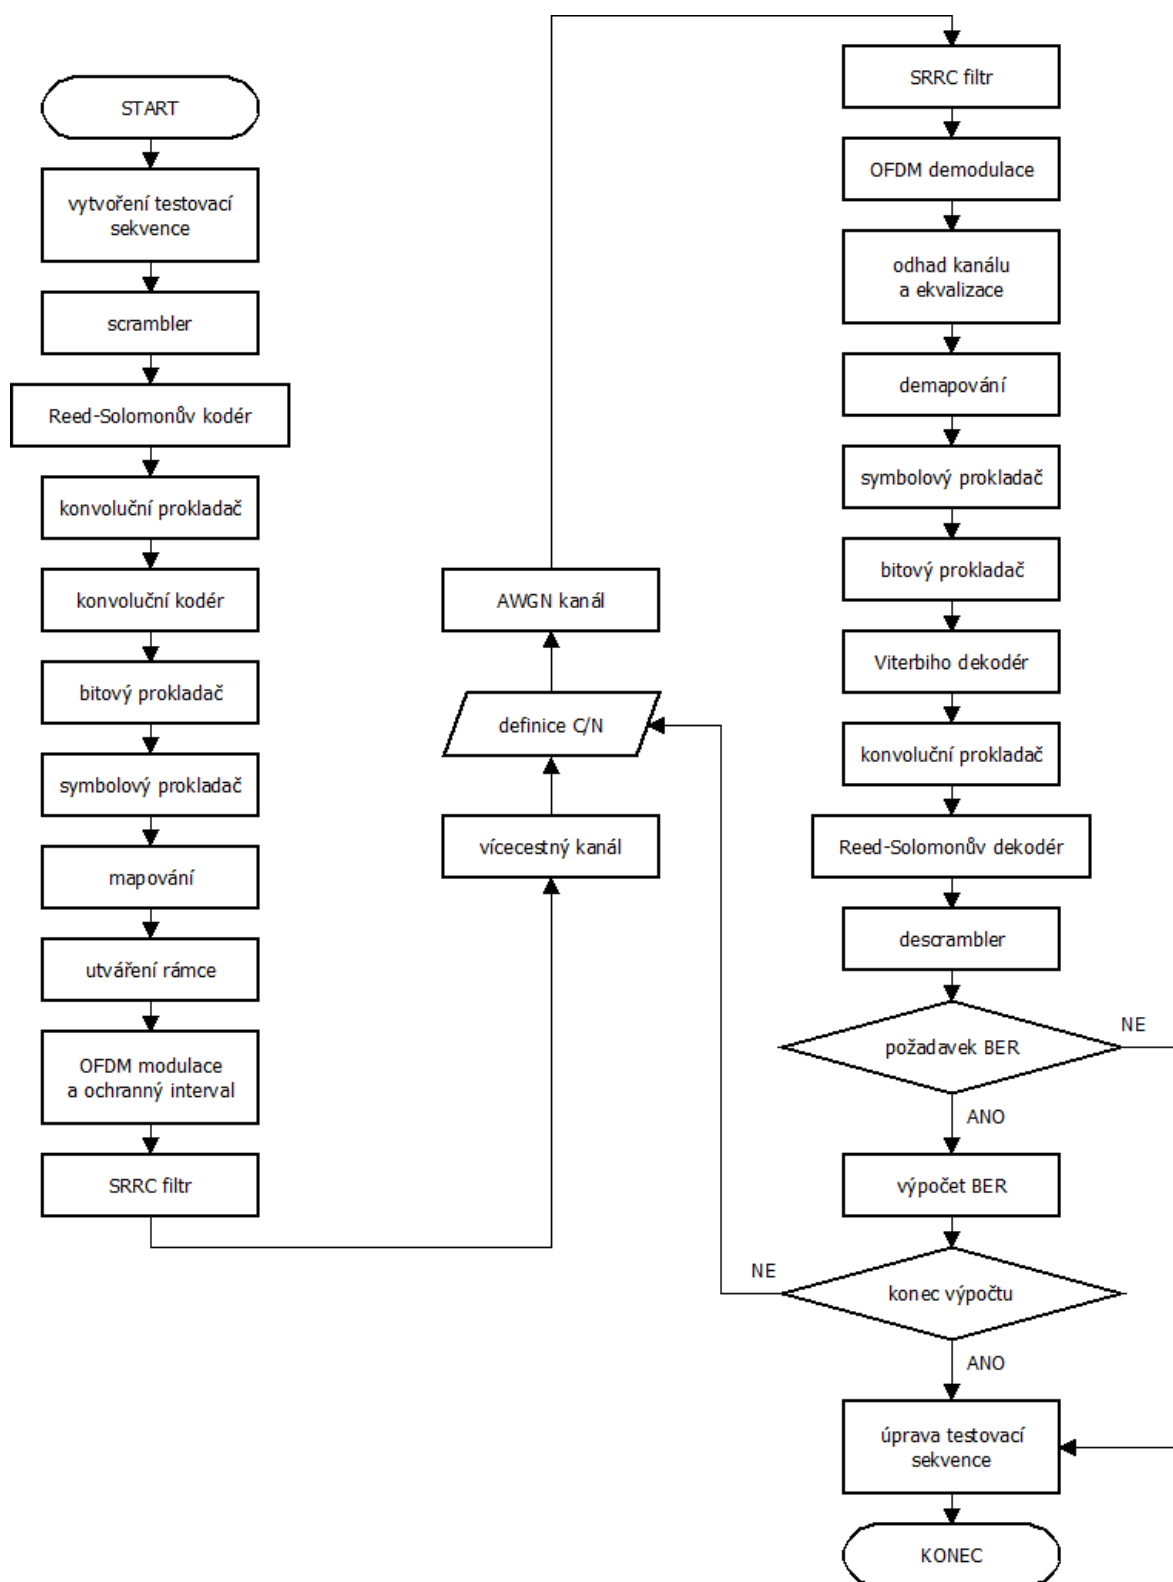 START
vytvoření testovací
sekvence
scrambler
Reed-Solomonův kodér
konvoluční prokladač
konvoluční kodér
bitový prokladač
symbolový prokladač
mapování
utváření rámce
OFDM modulace
a ochranný interval
SRRC filtr
vícecestný kanál
definice C/N
AWGN kanál
SRRC filtr
OFDM demodulace
odhad kanálu
a ekvalizace
demapování
symbolový prokladač
bitový prokladač
Viterbiho dekodér
konvoluční prokladač
Reed-Solomonův dekodér
descrambler
požadavek BER
NE
ANO
výpočet BER
konec výpočtu
NE
ANO
úprava testovací
sekvence
KONEC